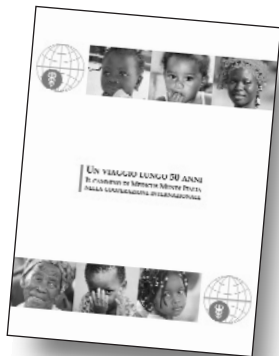 UN VIAGGIO LUNGO 50 ANNI
IL CAMMINO DI MEDICUS MUNDI ITALIA
NELLA COOPERAZIONE INTERNAZIONALE